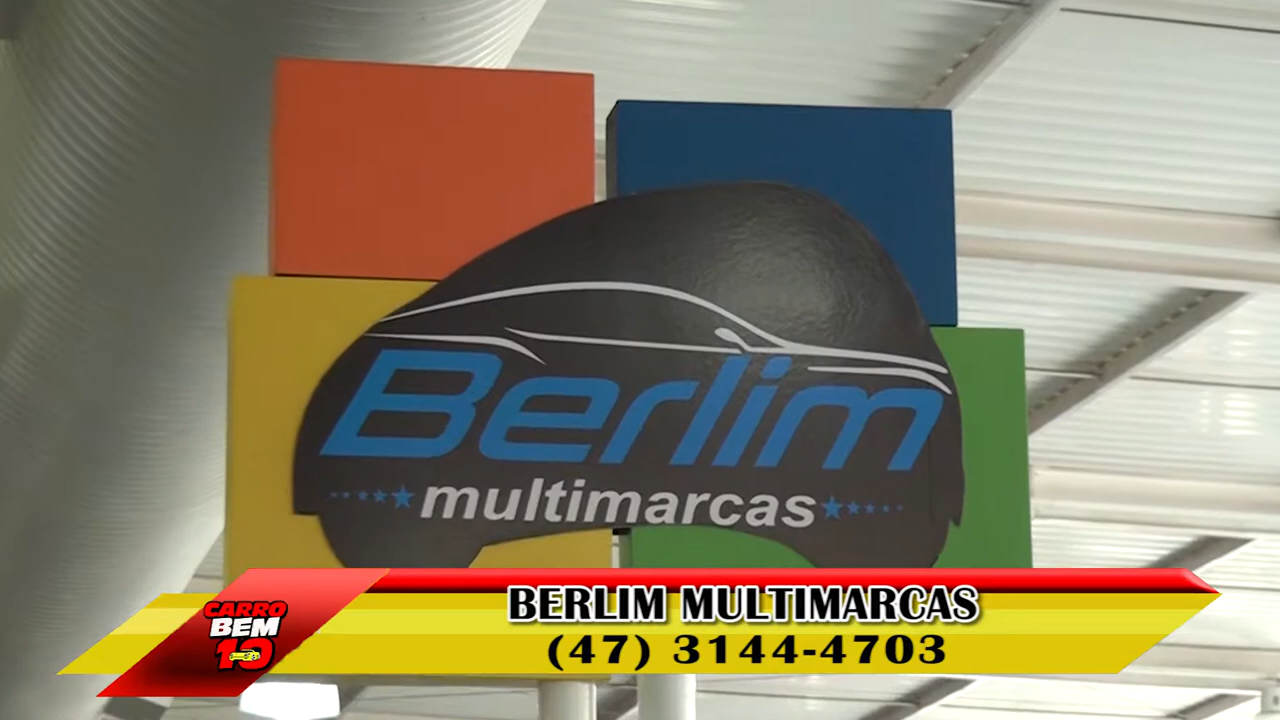 Berlim
multimarcas
CARRO
BEM
10
BERLIM MULTIMARCAS
(47) 3144-4703